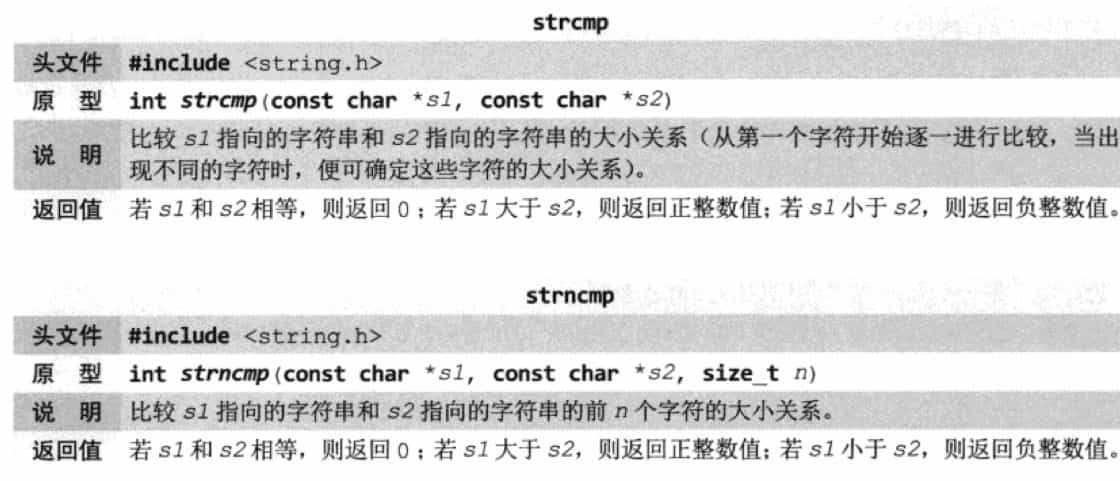 strcmp
头文件 #include <string.h>
原 型 int strcmp(const char *s1, const char *s2)
说 明 比较 s1 指向的字符串和 s2 指向的字符串的大小关系（从第一个字符开始逐一进行比较，当出
现不同的字符时，便可确定这些字符的大小关系）。
返回值 若 s1 和 s2 相等，则返回 0；若 s1 大于 s2，则返回正整数值；若 s1 小于 s2，则返回负整数值。
strncmp
头文件 #include <string.h>
原 型 int strncmp(const char *s1, const char *s2, size_t n)
说 明 比较 s1 指向的字符串和 s2 指向的字符串的前 n 个字符的大小关系。
返回值 若 s1 和 s2 相等，则返回 0；若 s1 大于 s2，则返回正整数值；若 s1 小于 s2，则返回负整数值。